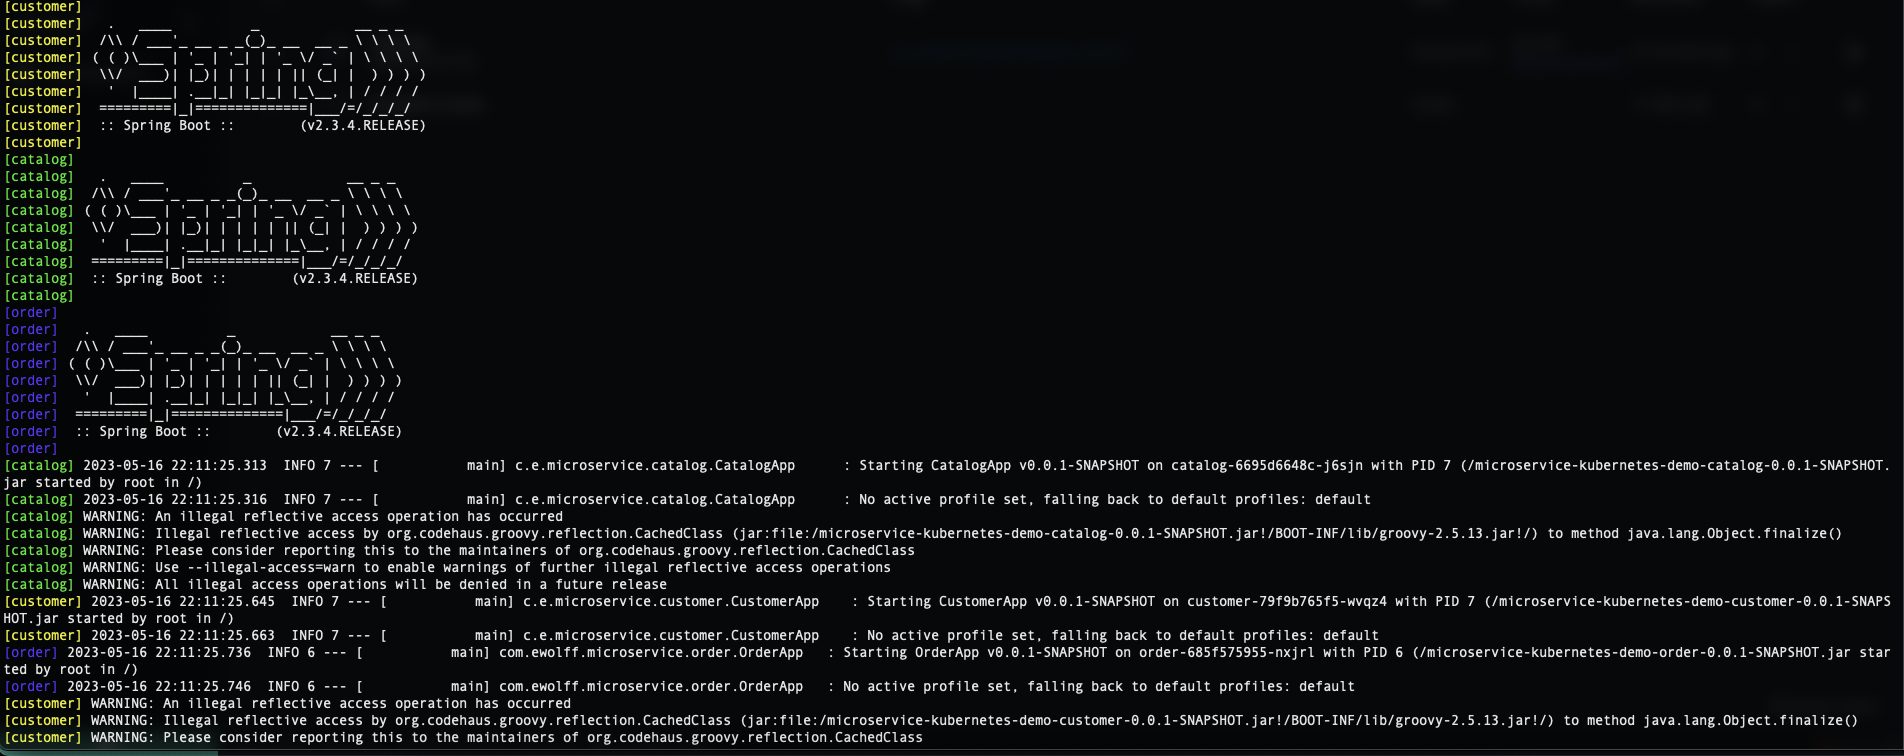 [customer]
[customer]   .   ____          _            __ _ _
[customer]  /\\ / ___'_ __ _ _(_)_ __  __ _ \ \ \ \
[customer] ( ( )\___ | '_ | '_| | '_ \/ _` | \ \ \ \
[customer]  \\/  ___)| |_)| | | | | || (_| |  ) ) ) )
[customer]   '  |____| .__|_| |_|_| |_\__, | / / / /
[customer]  =========|_|==============|___/=/_/_/_/
[customer]  :: Spring Boot ::        (v2.3.4.RELEASE)
[customer]
[catalog]
[catalog]   .   ____          _            __ _ _
[catalog]  /\\ / ___'_ __ _ _(_)_ __  __ _ \ \ \ \
[catalog] ( ( )\___ | '_ | '_| | '_ \/ _` | \ \ \ \
[catalog]  \\/  ___)| |_)| | | | | || (_| |  ) ) ) )
[catalog]   '  |____| .__|_| |_|_| |_\__, | / / / /
[catalog]  =========|_|==============|___/=/_/_/_/
[catalog]  :: Spring Boot ::        (v2.3.4.RELEASE)
[catalog]
[order]
[order]   .   ____          _            __ _ _
[order]  /\\ / ___'_ __ _ _(_)_ __  __ _ \ \ \ \
[order] ( ( )\___ | '_ | '_| | '_ \/ _` | \ \ \ \
[order]  \\/  ___)| |_)| | | | | || (_| |  ) ) ) )
[order]   '  |____| .__|_| |_|_| |_\__, | / / / /
[order]  =========|_|==============|___/=/_/_/_/
[order]  :: Spring Boot ::        (v2.3.4.RELEASE)
[order]
[catalog] 2023-05-16 22:11:25.313  INFO 7 --- [           main] c.e.microservice.catalog.CatalogApp      : Starting CatalogApp v0.0.1-SNAPSHOT on catalog-6695d6648c-j6sjn with PID 7 (/microservice-kubernetes-demo-catalog-0.0.1-SNAPSHOT.
jar started by root in /)
[catalog] 2023-05-16 22:11:25.316  INFO 7 --- [           main] c.e.microservice.catalog.CatalogApp      : No active profile set, falling back to default profiles: default
[catalog] WARNING: An illegal reflective access operation has occurred
[catalog] WARNING: Illegal reflective access by org.codehaus.groovy.reflection.CachedClass (jar:file:/microservice-kubernetes-demo-catalog-0.0.1-SNAPSHOT.jar!/BOOT-INF/lib/groovy-2.5.13.jar!/) to method java.lang.Object.finalize()
[catalog] WARNING: Please consider reporting this to the maintainers of org.codehaus.groovy.reflection.CachedClass
[catalog] WARNING: Use --illegal-access=warn to enable warnings of further illegal reflective access operations
[catalog] WARNING: All illegal access operations will be denied in a future release
[customer] 2023-05-16 22:11:25.645  INFO 7 --- [           main] c.e.microservice.customer.CustomerApp    : Starting CustomerApp v0.0.1-SNAPSHOT on customer-79f9b765f5-wvqz4 with PID 7 (/microservice-kubernetes-demo-customer-0.0.1-SNAPS
HOT.jar started by root in /)
[customer] 2023-05-16 22:11:25.663  INFO 7 --- [           main] c.e.microservice.customer.CustomerApp    : No active profile set, falling back to default profiles: default
[order] 2023-05-16 22:11:25.736  INFO 6 --- [           main] com.ewolff.microservice.order.OrderApp   : Starting OrderApp v0.0.1-SNAPSHOT on order-685f575955-nxjrl with PID 6 (/microservice-kubernetes-demo-order-0.0.1-SNAPSHOT.jar star
ted by root in /)
[order] 2023-05-16 22:11:25.746  INFO 6 --- [           main] com.ewolff.microservice.order.OrderApp   : No active profile set, falling back to default profiles: default
[customer] WARNING: An illegal reflective access operation has occurred
[customer] WARNING: Illegal reflective access by org.codehaus.groovy.reflection.CachedClass (jar:file:/microservice-kubernetes-demo-customer-0.0.1-SNAPSHOT.jar!/BOOT-INF/lib/groovy-2.5.13.jar!/) to method java.lang.Object.finalize()
[customer] WARNING: Please consider reporting this to the maintainers of org.codehaus.groovy.reflection.CachedClass